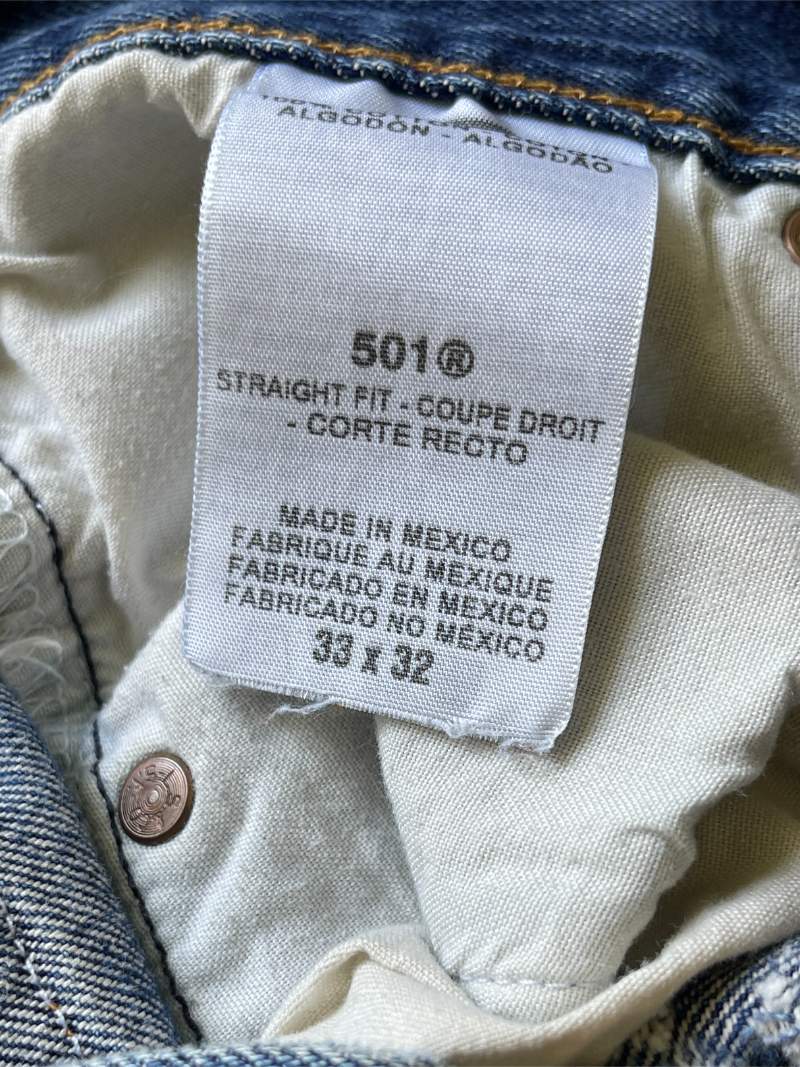 ALGODÓN - ALGODÃO
501®
STRAIGHT FIT - COUPE DROIT
- CORTE RECTO
MADE IN MEXICO
FABRIQUE AU MEXIQUE
FABRICADO EN MEXICO
FABRICADO NO MÉXICO
33 x 32